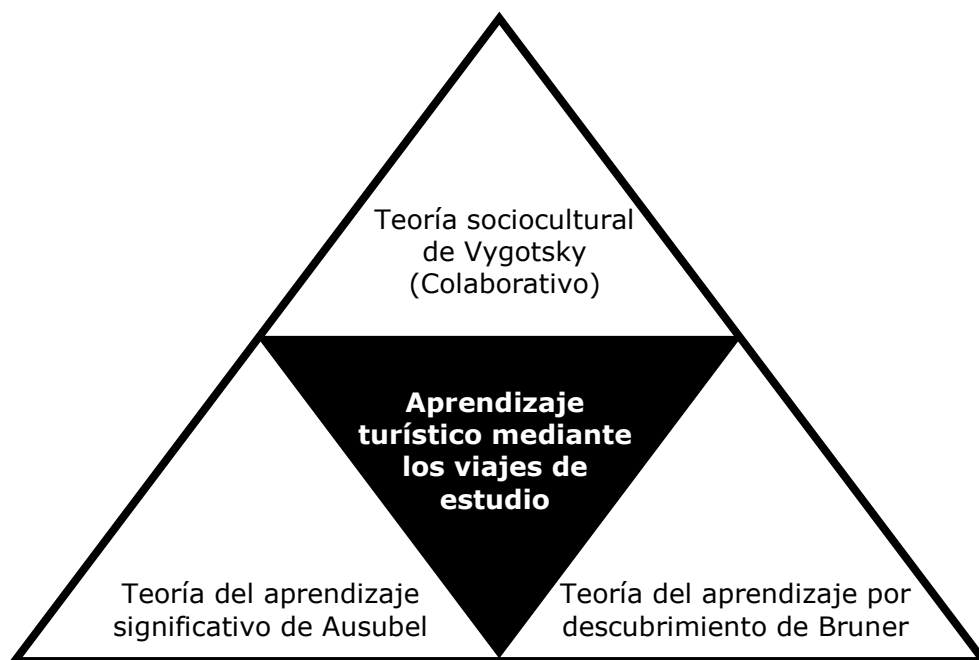 Teoría sociocultural
de Vygotsky
(Colaborativo)
Aprendizaje
turístico mediante
los viajes de
estudio
Teoría del aprendizaje
significativo de Ausubel
Teoría del aprendizaje por
descubrimiento de Bruner